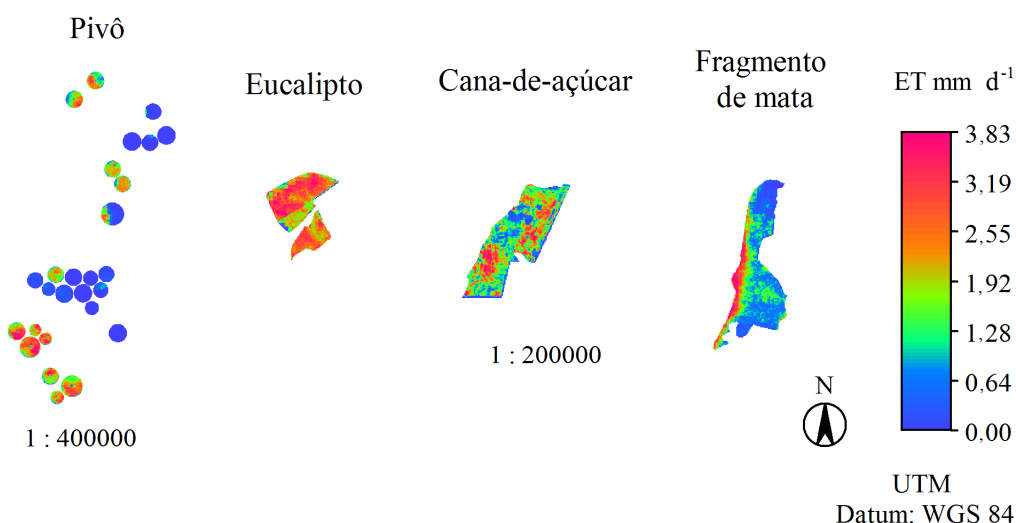 Pivô
Eucalipto
Cana-de-açúcar
Fragmento
de mata
ET mm d⁻¹
3,83
3,19
2,55
1,92
1,28
0,64
0,00
1 : 200000
N
1 : 400000
UTM
Datum: WGS 84